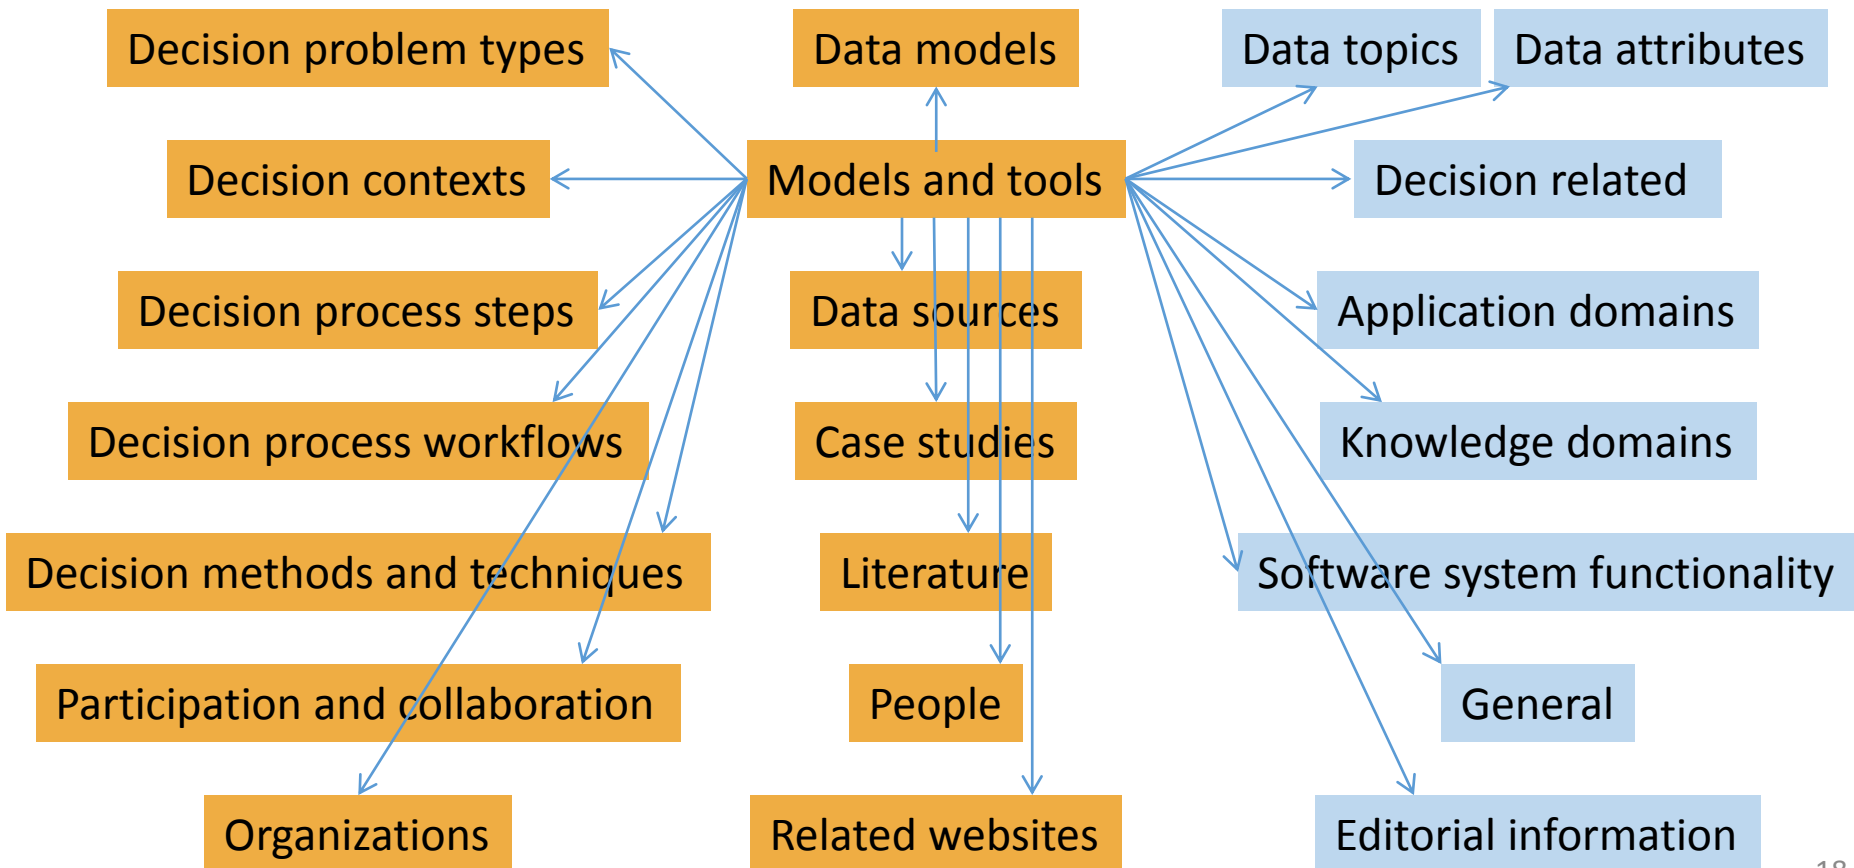 Decision problem types
Data models
Data topics
Data attributes
Decision contexts
Models and tools
Decision related
Decision process steps
Data sources
Application domains
Decision process workflows
Case studies
Knowledge domains
Decision methods and techniques
Literature
Software system functionality
Participation and collaboration
People
General
Organizations
Related websites
Editorial information
18